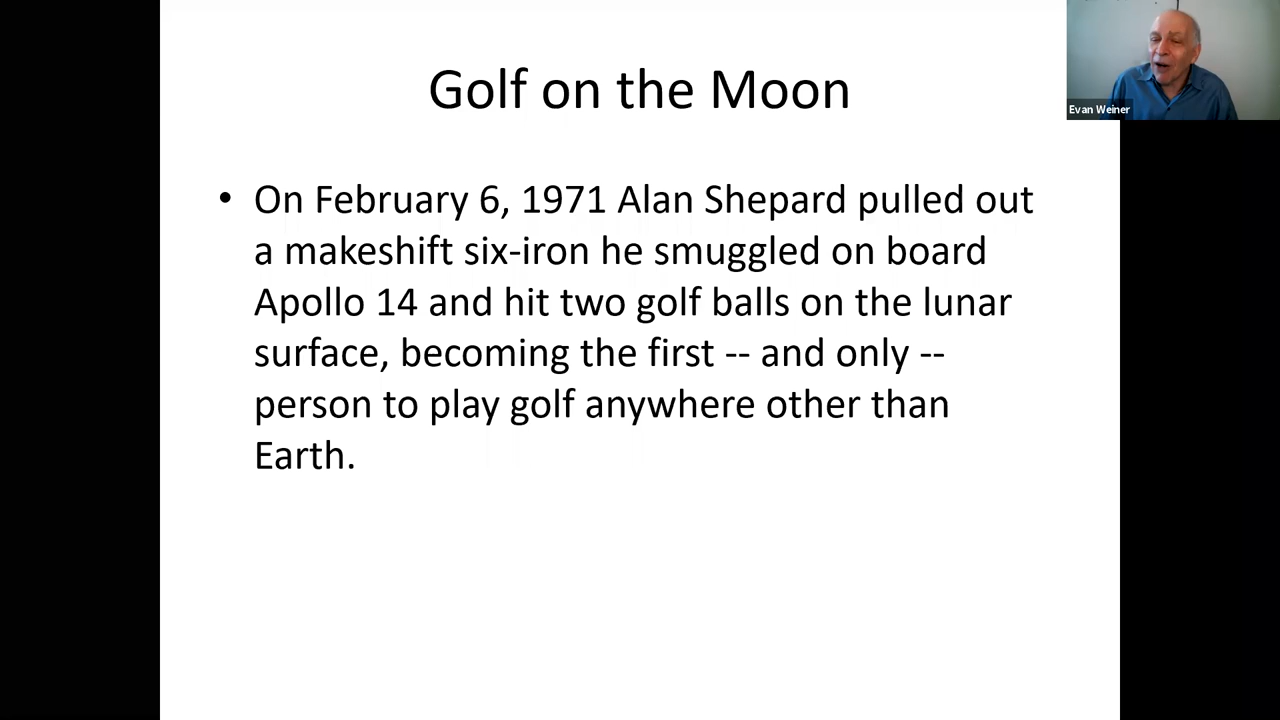 Golf on the Moon
Evan Weiner
• On February 6, 1971 Alan Shepard pulled out
a makeshift six-iron he smuggled on board
Apollo 14 and hit two golf balls on the lunar
surface, becoming the first -- and only --
person to play golf anywhere other than
Earth.